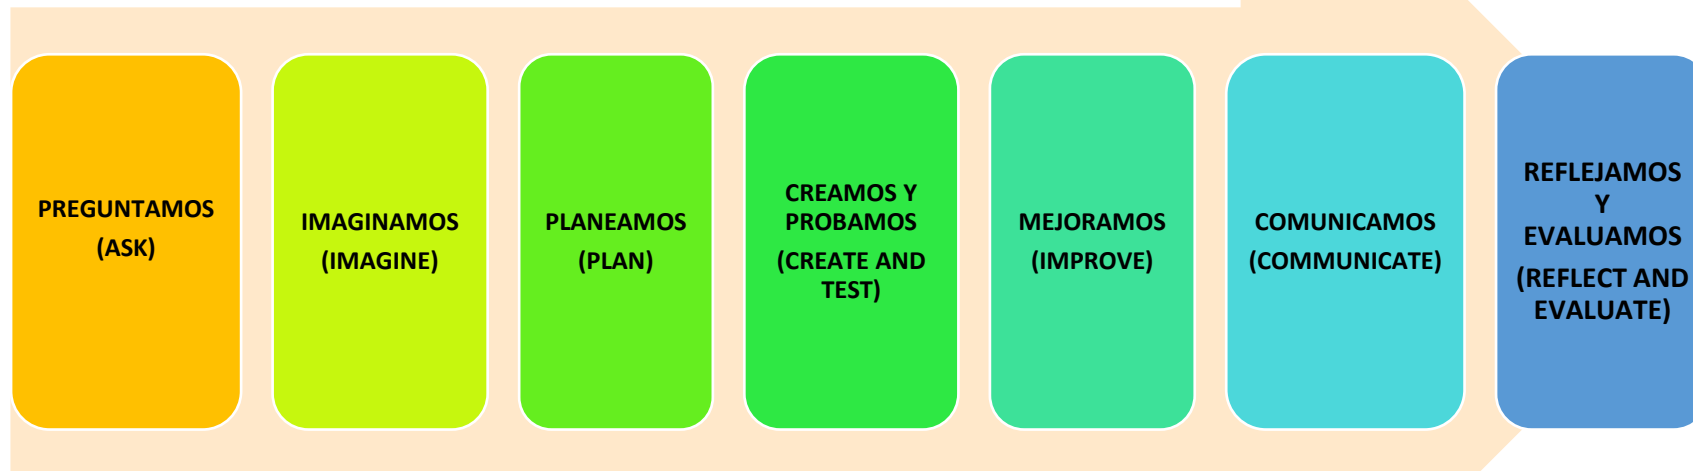 PREGUNTAMOS
(ASK)
IMAGINAMOS
(IMAGINE)
PLANEAMOS
(PLAN)
CREAMOS Y
PROBAMOS
(CREATE AND
TEST)
MEJORAMOS
(IMPROVE)
COMUNICAMOS
(COMMUNICATE)
REFLEJAMOS
Y
EVALUAMOS
(REFLECT AND
EVALUATE)